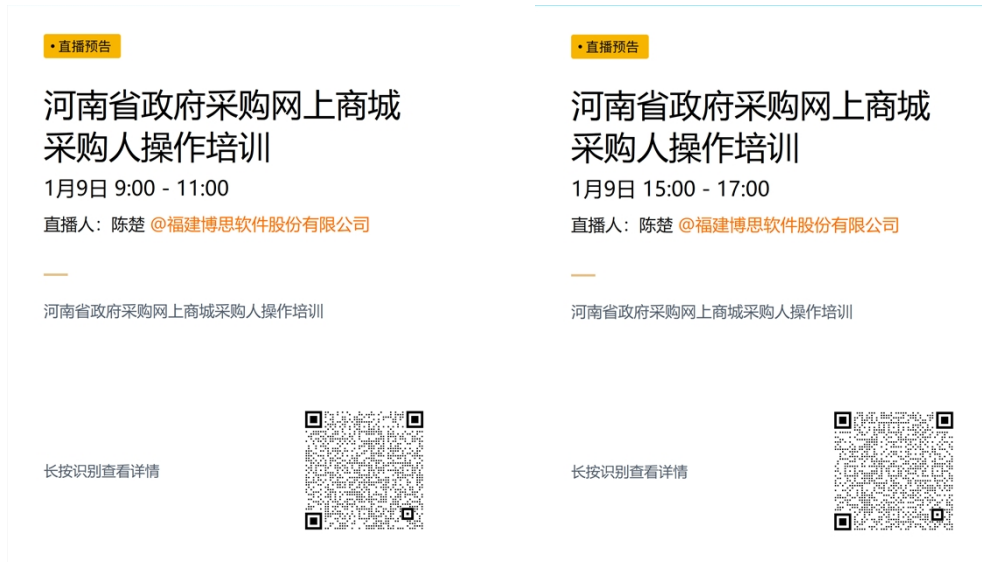 • 直播预告
河南省政府采购网上商城
采购人操作培训
1月9日 9:00 - 11:00
直播人：陈楚 @福建博思软件股份有限公司
河南省政府采购网上商城采购人操作培训
长按识别查看详情
• 直播预告
河南省政府采购网上商城
采购人操作培训
1月9日 15:00 - 17:00
直播人：陈楚 @福建博思软件股份有限公司
河南省政府采购网上商城采购人操作培训
长按识别查看详情